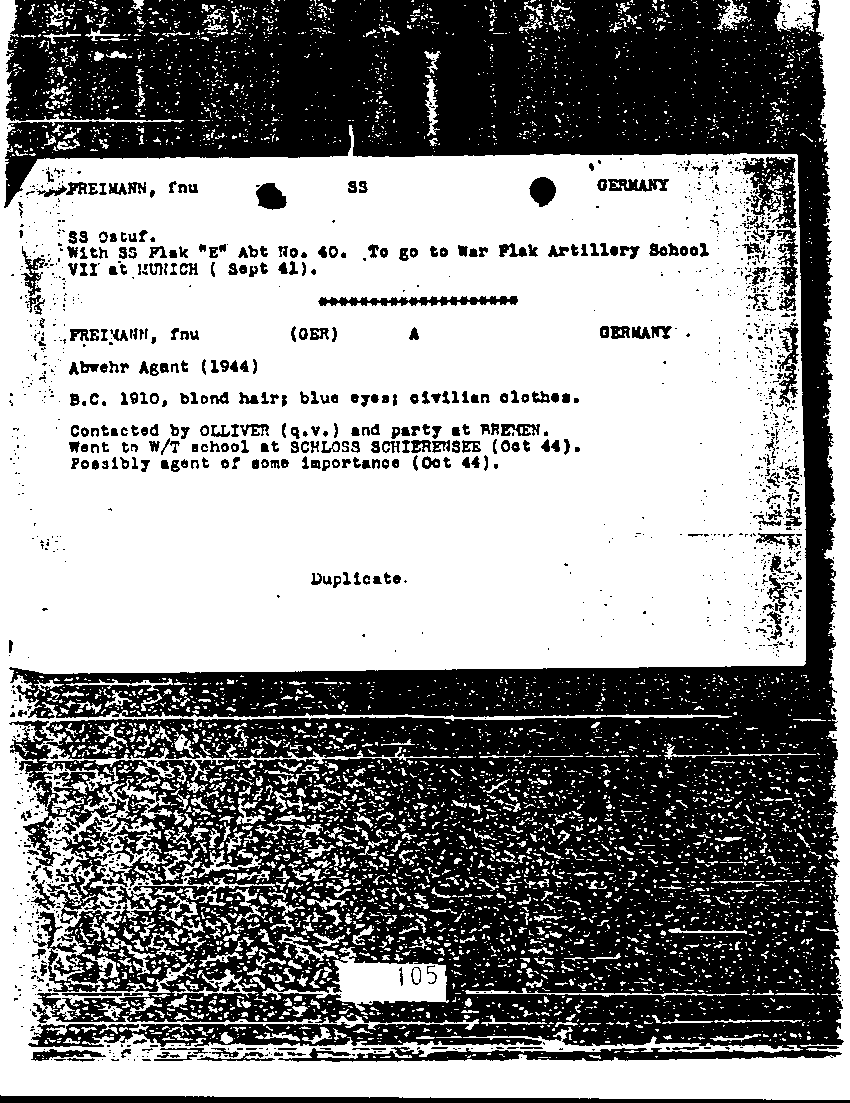 FREIMANN, fnu SS GERMANY
SS Ostuf.
With SS Flak "E" Abt No. 40. To go to War Flak Artillery School
VII at MUNICH ( Sept 41).
********************
FREIMANN, fnu (GER) A GERMANY
Abwehr Agent (1944)
B.C. 1910, blond hair; blue eyes; civilian clothes.
Contacted by OLLIVER (q.v.) and party at BREMEN.
Went to W/T school at SCHLOSS SCHIERENSEE (Oct 44).
Possibly agent of some importance (Oct 44).
Duplicate.
105